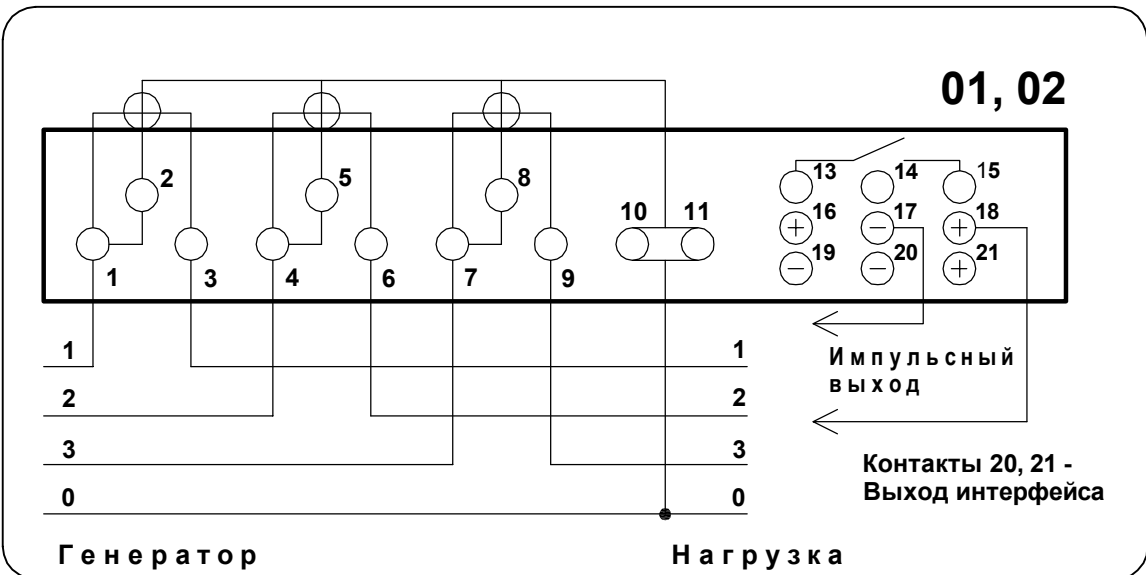 01, 02
2 5 8 13 14 15
10 11 16 17 18
19 20 21
1 3 4 6 7 9
1 1
2 2
3 3
0 0
Импульсный
выход
Контакты 20, 21 -
Выход интерфейса
Генератор Нагрузка